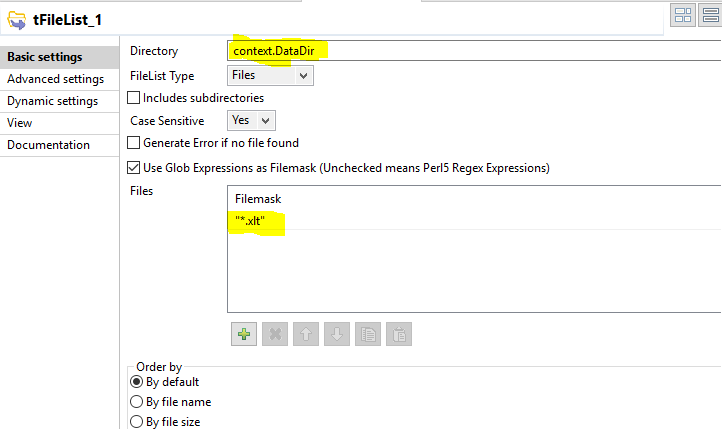 tFileList_1
Basic settings
Advanced settings
Dynamic settings
View
Documentation
Directory
context.DataDir
FileList Type
Files
Includes subdirectories
Case Sensitive
Yes
Generate Error if no file found
Use Glob Expressions as Filemask (Unchecked means Perl5 Regex Expressions)
Files
Filemask
"*.xlt"
Order by
By default
By file name
By file size